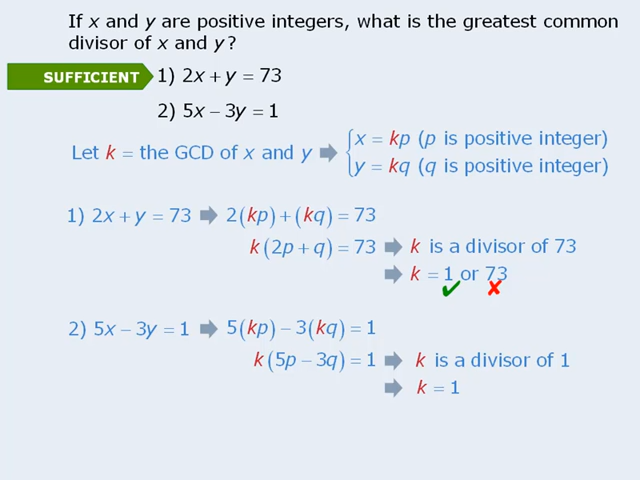 If x and y are positive integers, what is the greatest common
divisor of x and y?
SUFFICIENT 1) 2x + y = 73
2) 5x − 3y = 1
Let k = the GCD of x and y ➡ { x = kp (p is positive integer)
y = kq (q is positive integer)
1) 2x + y = 73 ➡ 2(kp) + (kq) = 73
k(2p + q) = 73 ➡ k is a divisor of 73
➡ k = 1 or 73
✔ ✘
2) 5x − 3y = 1 ➡ 5(kp) − 3(kq) = 1
k(5p − 3q) = 1 ➡ k is a divisor of 1
➡ k = 1